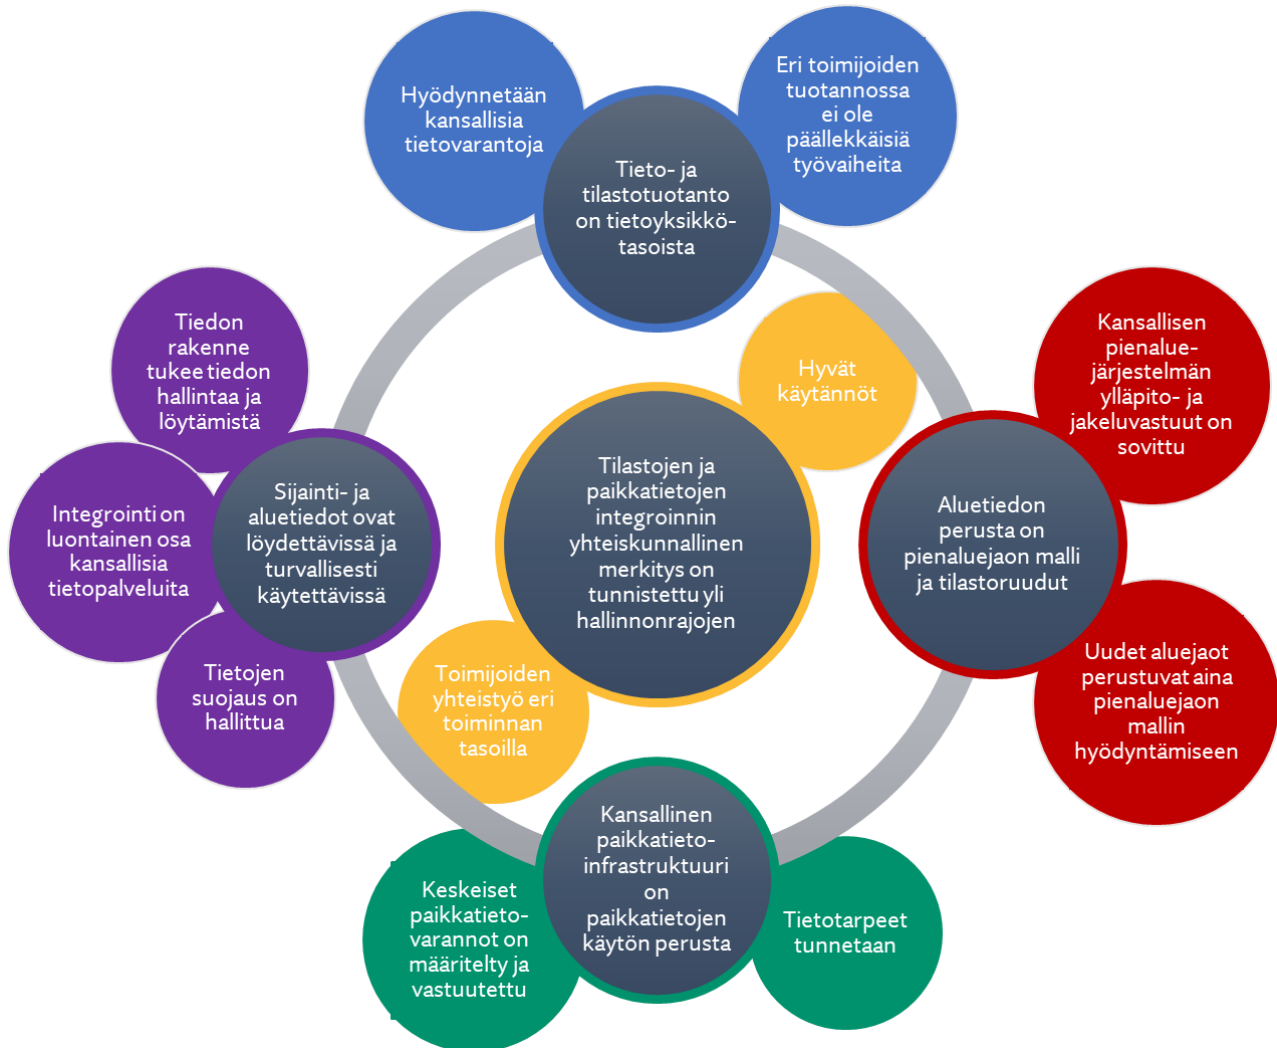 Hyödynnetään
kansallisia
tietovarantoja
Eri toimijoiden
tuotannossa
ei ole
päällekkäisiä
työvaiheita
Tieto- ja
tilastotuotanto
on tietoyksikkö-
tasoista
Tiedon
rakenne
tukee tiedon
hallintaa ja
löytämistä
Hyvät
käytännöt
Kansallisen
pienalue-
järjestelmän
ylläpito- ja
jakeluvastuut on
sovittu
Integrointi on
luontainen osa
kansallisia
tietopalveluita
Sijainti- ja
aluetiedot ovat
löydettävissä ja
turvallisesti
käytettävissä
Tilastojen ja
paikkatietojen
integroinnin
yhteiskunnallinen
merkitys on
tunnistettu yli
hallinnonrajojen
Aluetiedon
perusta on
pienaluejaon malli
ja tilastoruudut
Tietojen
suojaus on
hallittua
Toimijoiden
yhteistyö eri
toiminnan
tasoilla
Uudet aluejaot
perustuvat aina
pienaluejaon
mallin
hyödyntämiseen
Keskeiset
paikkatieto-
varannot on
määritelty ja
vastuutettu
Kansallinen
paikkatieto-
infrastruktuuri
on
paikkatietojen
käytön perusta
Tietotarpeet
tunnetaan